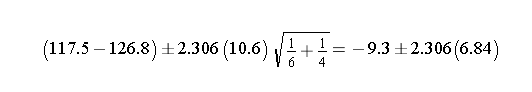 (117.5 − 126.8) ± 2.306 (10.6) √(1/6 + 1/4) = −9.3 ± 2.306(6.84)